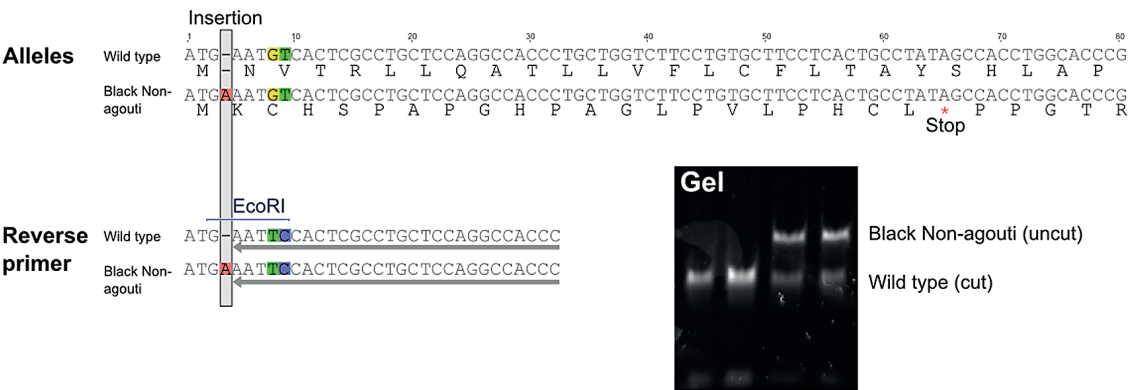 Insertion
1 10 20 30 40 50 60 70 80
Alleles
Wild type
ATG–AATGTCACTCGCCTGCTCCAGGCCACCCTGCTGGTCTTCCTGTGCTTCCTCACTGCCTATAGCCACCTGGCACCCG
M – N V T R L L Q A T L L V F L C F L T A Y S H L A P
Black Non-
agouti
ATGAAATGTCACTCGCCTGCTCCAGGCCACCCTGCTGGTCTTCCTGTGCTTCCTCACTGCCTATAGCCACCTGGCACCCG
M K C H S P A P G H P A G L P V L P H C L * P P G T R
Stop
EcoRI
Reverse
primer
Wild type
ATG–AATTCCACTCGCCTGCTCCAGGCCACCC
Black Non-
agouti
ATGAAATTCCACTCGCCTGCTCCAGGCCACCC
Gel
Black Non-agouti (uncut)
Wild type (cut)